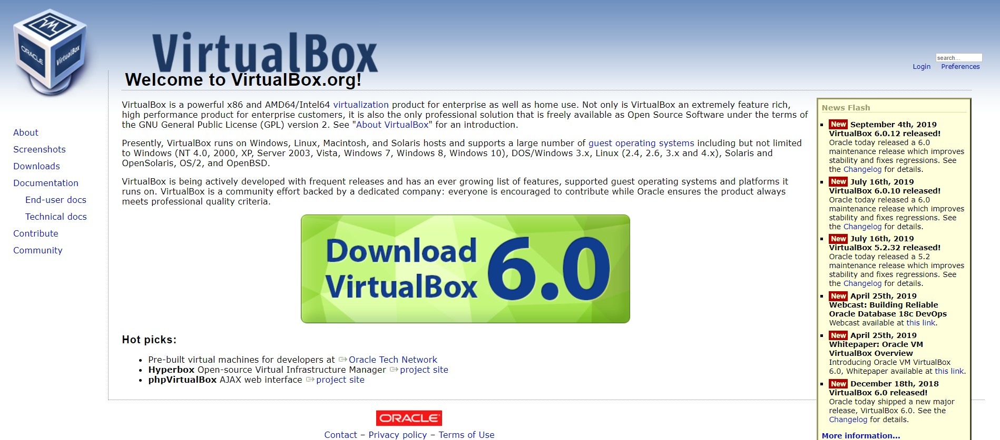 ORACLE
VirtualBox
VirtualBox
search...
Login Preferences
Welcome to VirtualBox.org!
VirtualBox is a powerful x86 and AMD64/Intel64 virtualization product for enterprise as well as home use. Not only is VirtualBox an extremely feature rich,
high performance product for enterprise customers, it is also the only professional solution that is freely available as Open Source Software under the terms of
the GNU General Public License (GPL) version 2. See "About VirtualBox" for an introduction.
Presently, VirtualBox runs on Windows, Linux, Macintosh, and Solaris hosts and supports a large number of guest operating systems including but not limited
to Windows (NT 4.0, 2000, XP, Server 2003, Vista, Windows 7, Windows 8, Windows 10), DOS/Windows 3.x, Linux (2.4, 2.6, 3.x and 4.x), Solaris and
OpenSolaris, OS/2, and OpenBSD.
VirtualBox is being actively developed with frequent releases and has an ever growing list of features, supported guest operating systems and platforms it
runs on. VirtualBox is a community effort backed by a dedicated company: everyone is encouraged to contribute while Oracle ensures the product always
meets professional quality criteria.
About
Screenshots
Downloads
Documentation
End-user docs
Technical docs
Contribute
Community
Download
VirtualBox
6.0
Hot picks:
Pre-built virtual machines for developers at Oracle Tech Network
Hyperbox Open-source Virtual Infrastructure Manager project site
phpVirtualBox AJAX web interface project site
News Flash
New September 4th, 2019
VirtualBox 6.0.12 released!
Oracle today released a 6.0
maintenance release which improves
stability and fixes regressions. See
the Changelog for details.
New July 16th, 2019
VirtualBox 6.0.10 released!
Oracle today released a 6.0
maintenance release which improves
stability and fixes regressions. See
the Changelog for details.
New July 16th, 2019
VirtualBox 5.2.32 released!
Oracle today released a 5.2
maintenance release which improves
stability and fixes regressions. See
the Changelog for details.
New April 25th, 2019
Webcast: Building Reliable
Oracle Database 18c DevOps
Webcast available at this link.
New April 25th, 2019
Whitepaper: Oracle VM
VirtualBox Overview
Introducing Oracle VM VirtualBox
6.0, Whitepaper available at this link.
New December 18th, 2018
VirtualBox 6.0 released!
Oracle today shipped a new major
release, VirtualBox 6.0. See the
Changelog for details.
More information...
ORACLE
Contact – Privacy policy – Terms of Use